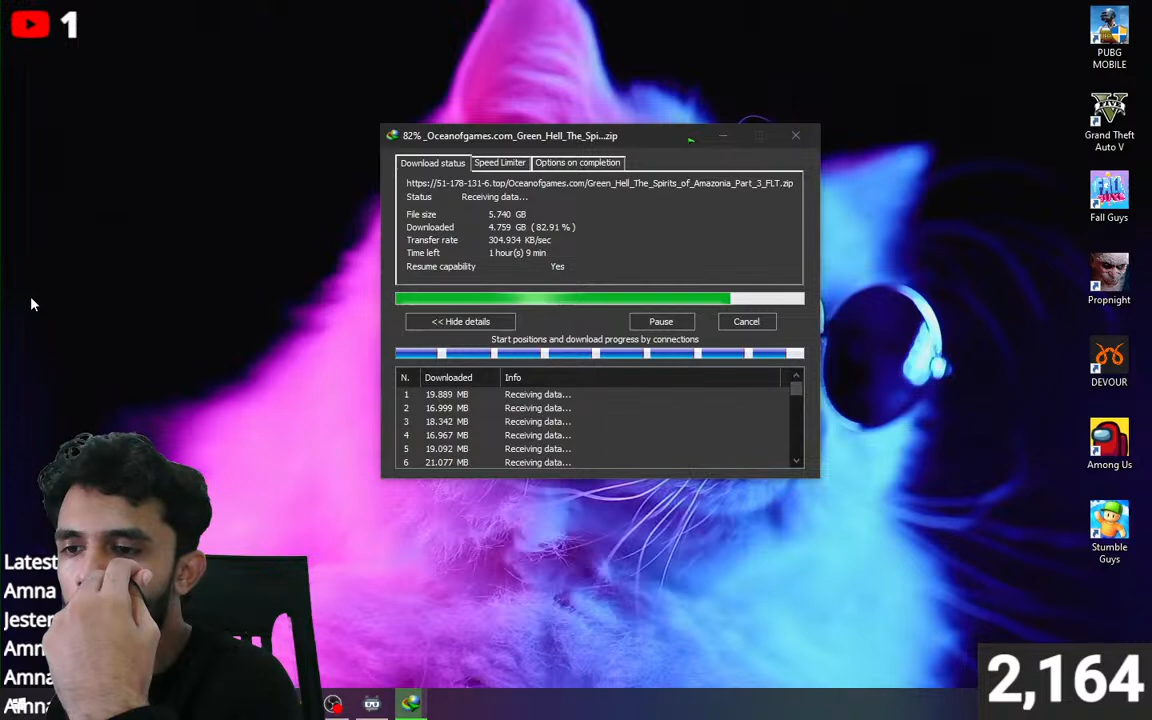 1
PUBG
MOBILE
Grand Theft
Auto V
Fall Guys
Propnight
DEVOUR
Among Us
Stumble
Guys
82% _Oceanofgames.com_Green_Hell_The_Spi...zip
Download status
Speed Limiter
Options on completion
https://51-178-131-6.top/Oceanofgames.com/Green_Hell_The_Spirits_of_Amazonia_Part_3_FLT.zip
Status Receiving data...
File size 5.740 GB
Downloaded 4.759 GB ( 82.91 % )
Transfer rate 304.934 KB/sec
Time left 1 hour(s) 9 min
Resume capability Yes
<< Hide details
Pause
Cancel
Start positions and download progress by connections
N. Downloaded Info
1 19.889 MB Receiving data...
2 16.999 MB Receiving data...
3 18.342 MB Receiving data...
4 16.967 MB Receiving data...
5 19.092 MB Receiving data...
6 21.077 MB Receiving data...
Latest
Amna
Jester
Amna
Amna
2,164